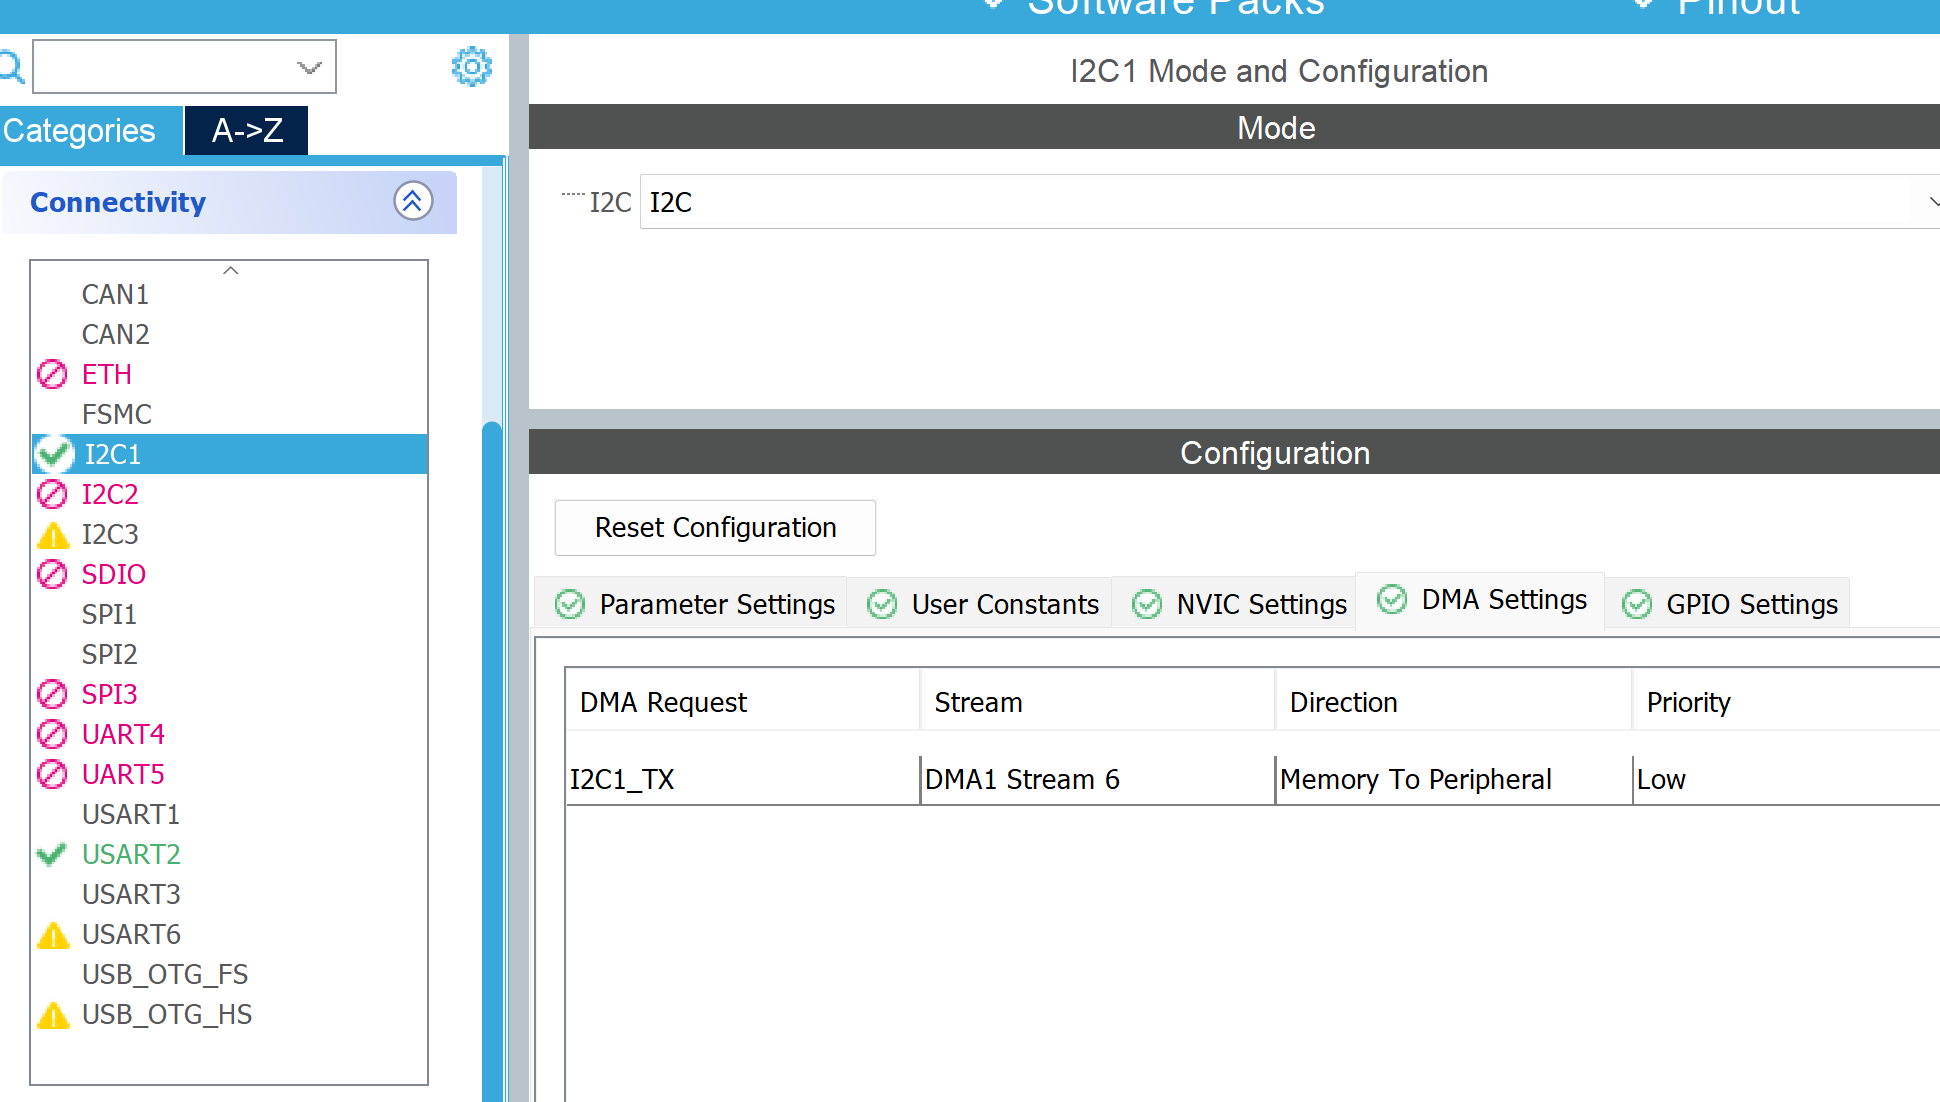 Software Packs
Pinout
Categories
A->Z
Connectivity
CAN1
CAN2
ETH
FSMC
I2C1
I2C2
I2C3
SDIO
SPI1
SPI2
SPI3
UART4
UART5
USART1
USART2
USART3
USART6
USB_OTG_FS
USB_OTG_HS
I2C1 Mode and Configuration
Mode
I2C I2C
Configuration
Reset Configuration
Parameter Settings
User Constants
NVIC Settings
DMA Settings
GPIO Settings
DMA Request Stream Direction Priority
I2C1_TX DMA1 Stream 6 Memory To Peripheral Low